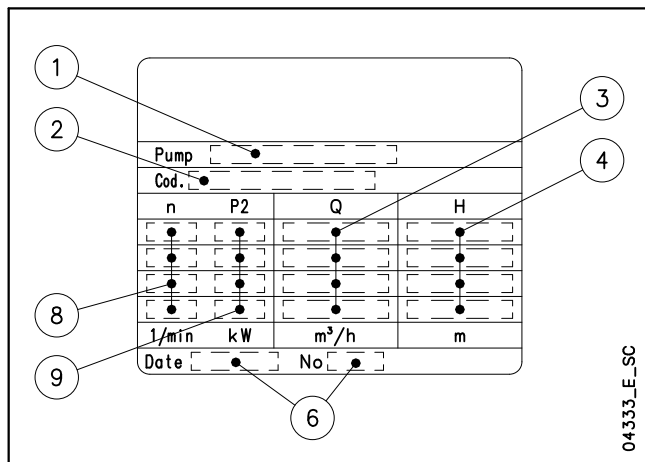 1
2
3
4
Pump
Cod.
n P2 Q H
8
9
1/min kW m³/h m
Date No
6
04333_E_SC